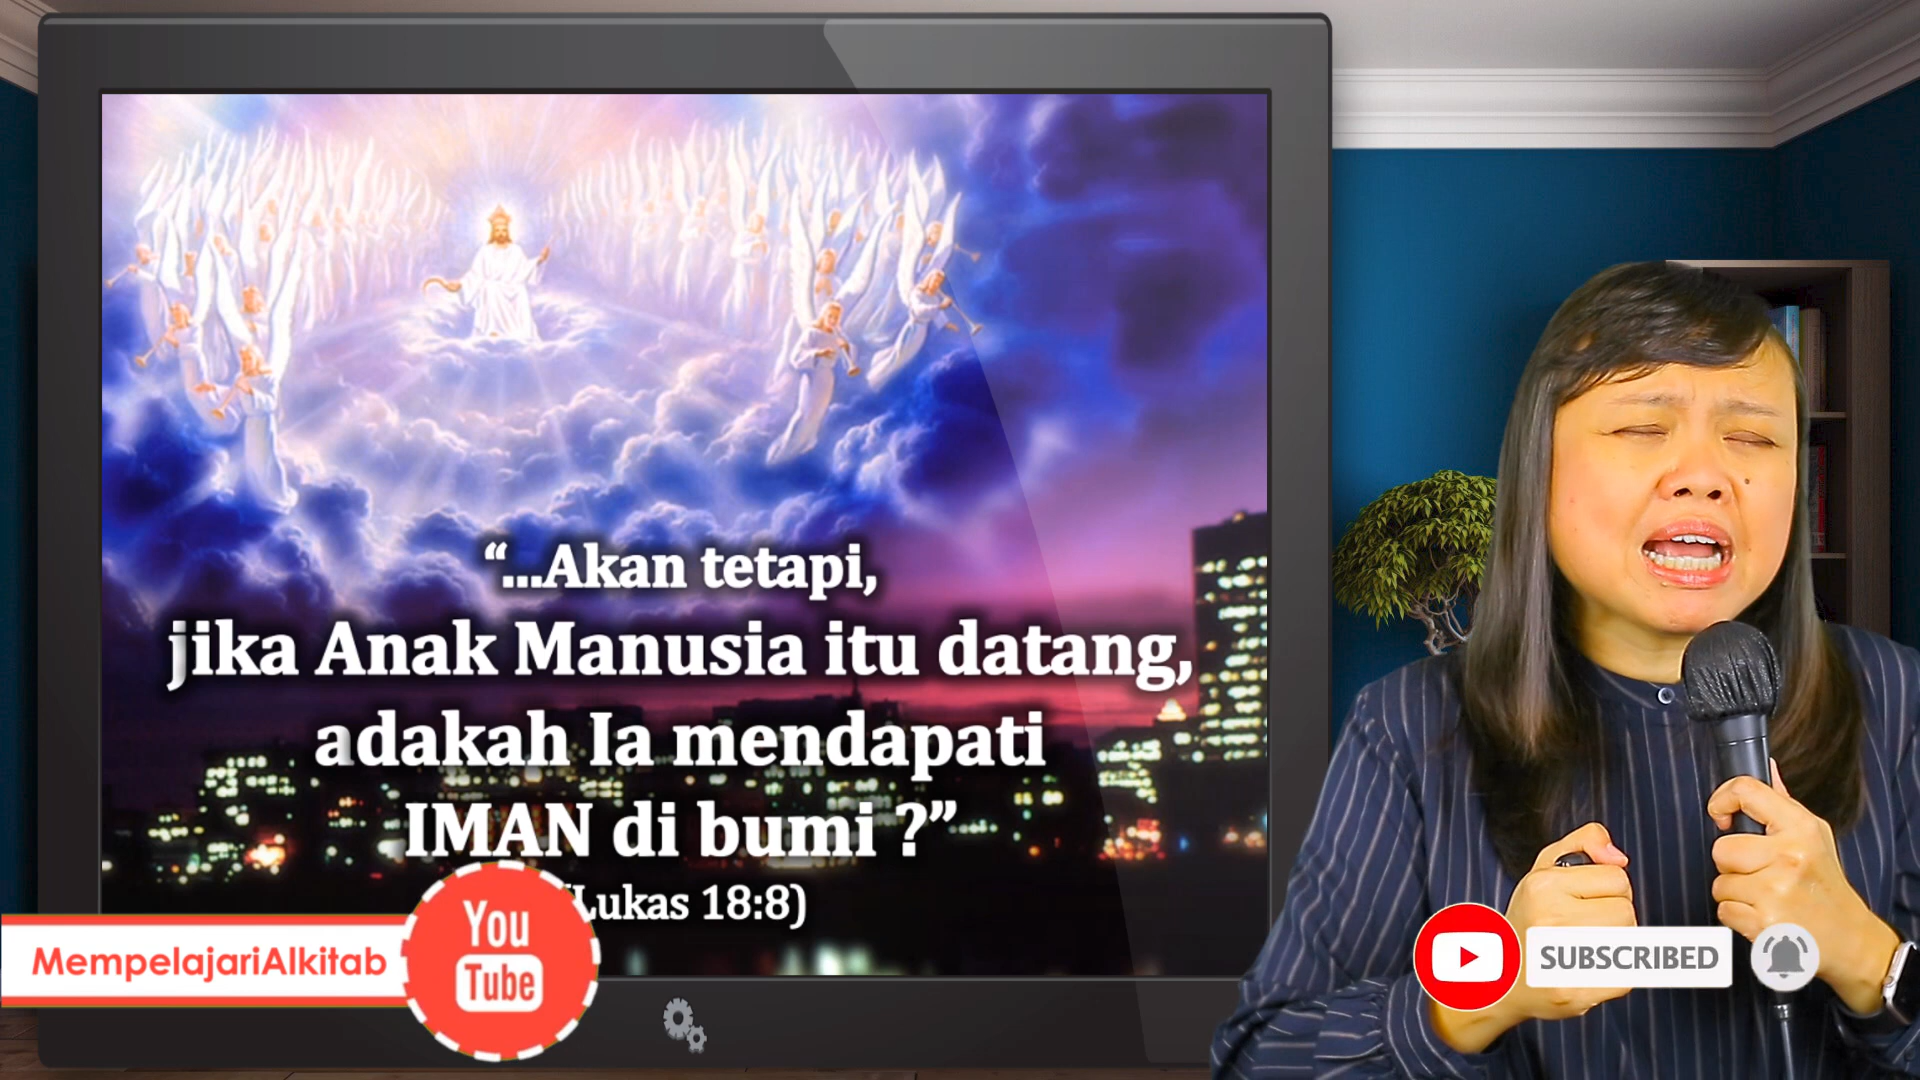 “...Akan tetapi,
jika Anak Manusia itu datang,
adakah Ia mendapati
IMAN di bumi ?”
(Lukas 18:8)
MempelajariAlkitab
You
Tube
SUBSCRIBED